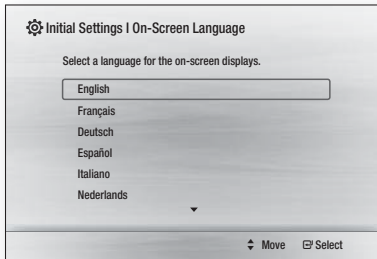 Initial Settings I On-Screen Language
Select a language for the on-screen displays.
English
Français
Deutsch
Español
Italiano
Nederlands
Move Select